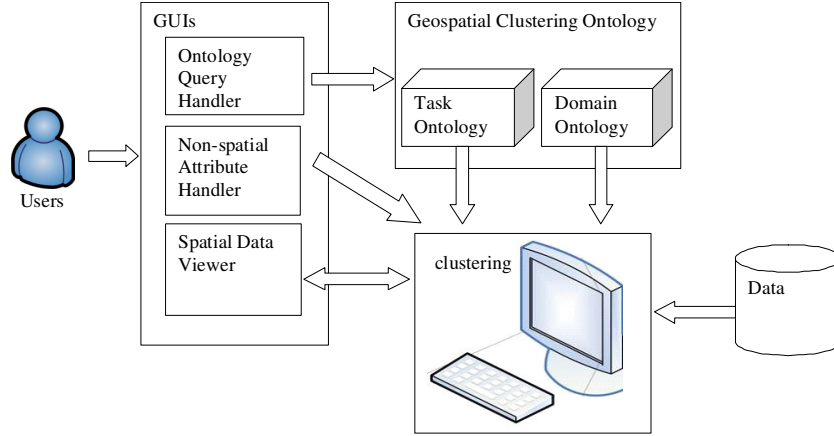 GUIs
Ontology
Query
Handler
Non-spatial
Attribute
Handler
Spatial Data
Viewer
Users
Geospatial Clustering Ontology
Task
Ontology
Domain
Ontology
clustering
Data